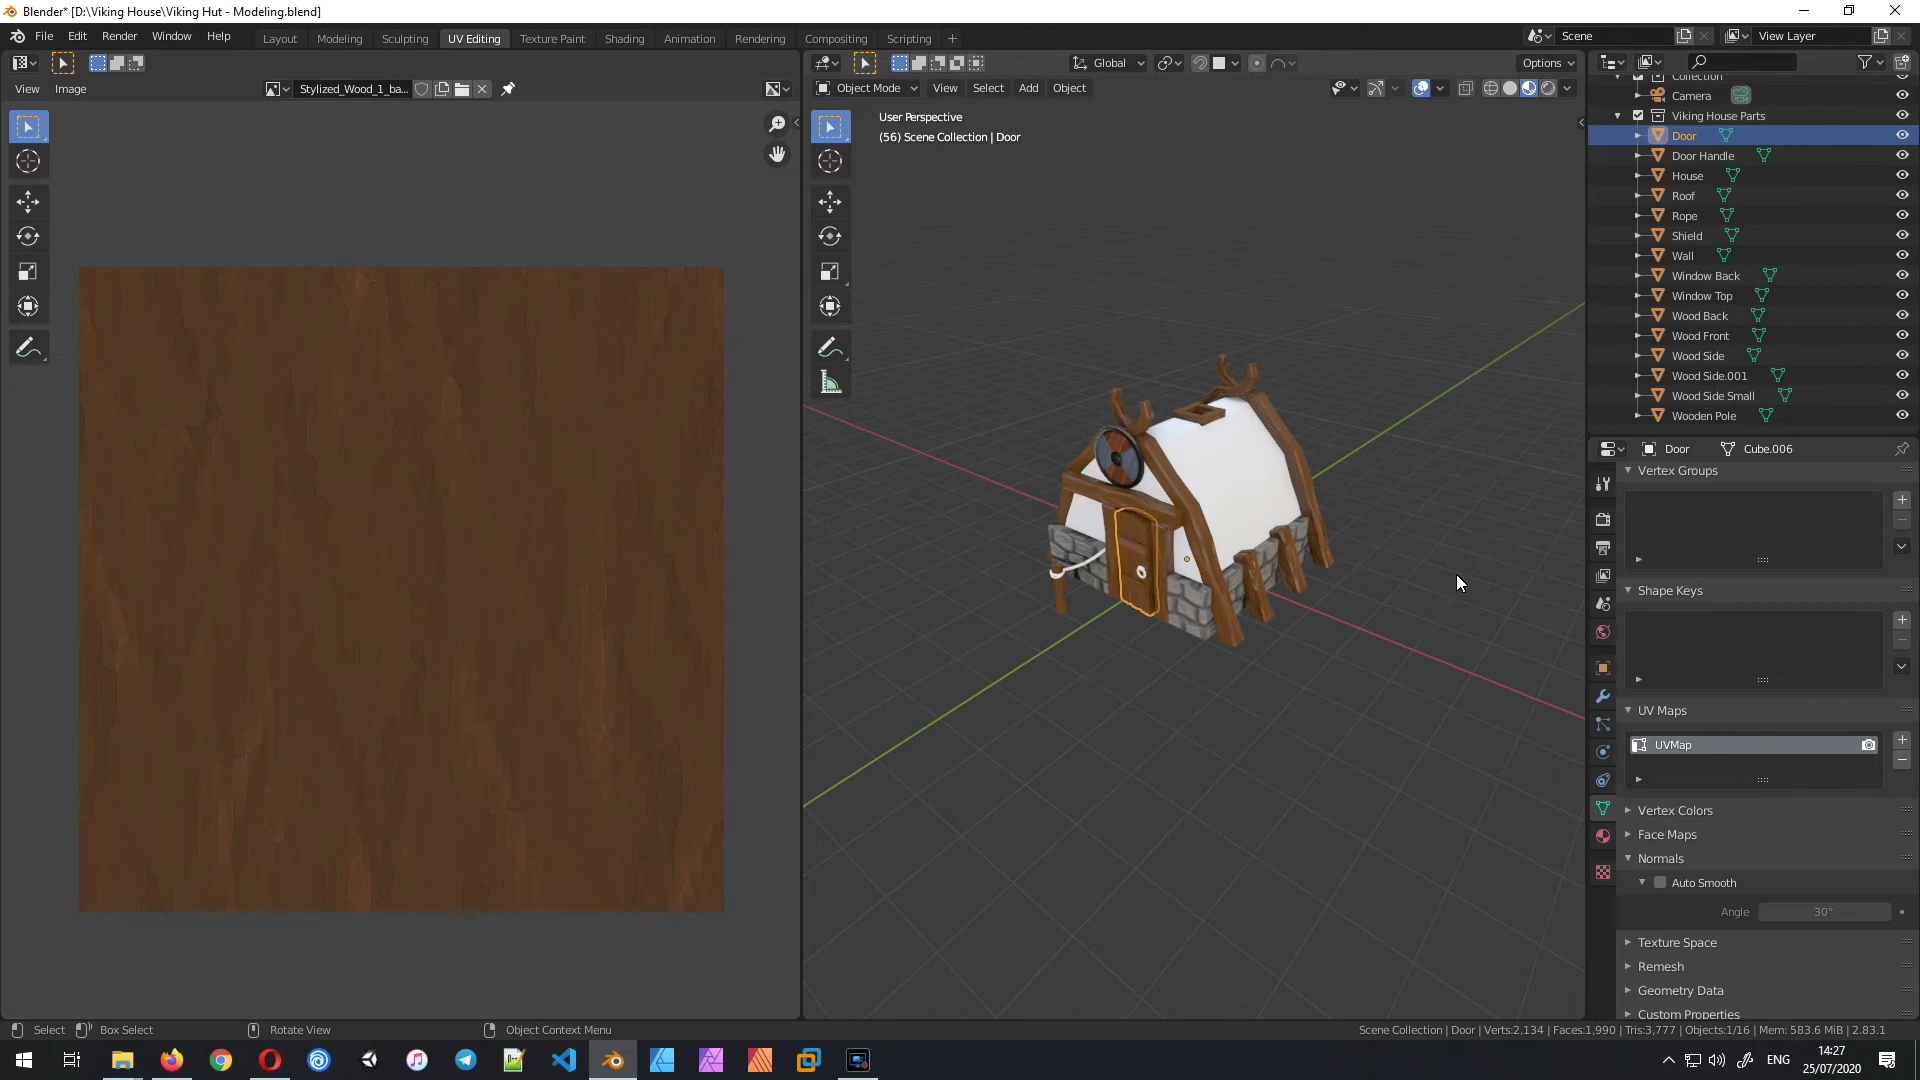 Blender* [D:\Viking House\Viking Hut - Modeling.blend]
File Edit Render Window Help
Layout Modeling Sculpting UV Editing Texture Paint Shading Animation Rendering Compositing Scripting
Scene
View Layer
Global
Options
View Image
Stylized_Wood_1_ba...
Object Mode View Select Add Object
User Perspective
(56) Scene Collection | Door
Collection
Camera
Viking House Parts
Door
Door Handle
House
Roof
Rope
Shield
Wall
Window Back
Window Top
Wood Back
Wood Front
Wood Side
Wood Side.001
Wood Side Small
Wooden Pole
Door Cube.006
Vertex Groups
Shape Keys
UV Maps
UVMap
Vertex Colors
Face Maps
Normals
Auto Smooth
Angle 30°
Texture Space
Remesh
Geometry Data
Custom Properties
Select Box Select Rotate View Object Context Menu
Scene Collection | Door | Verts:2,134 | Faces:1,990 | Tris:3,777 | Objects:1/16 | Mem: 583.6 MiB | 2.83.1
ENG
14:27
25/07/2020